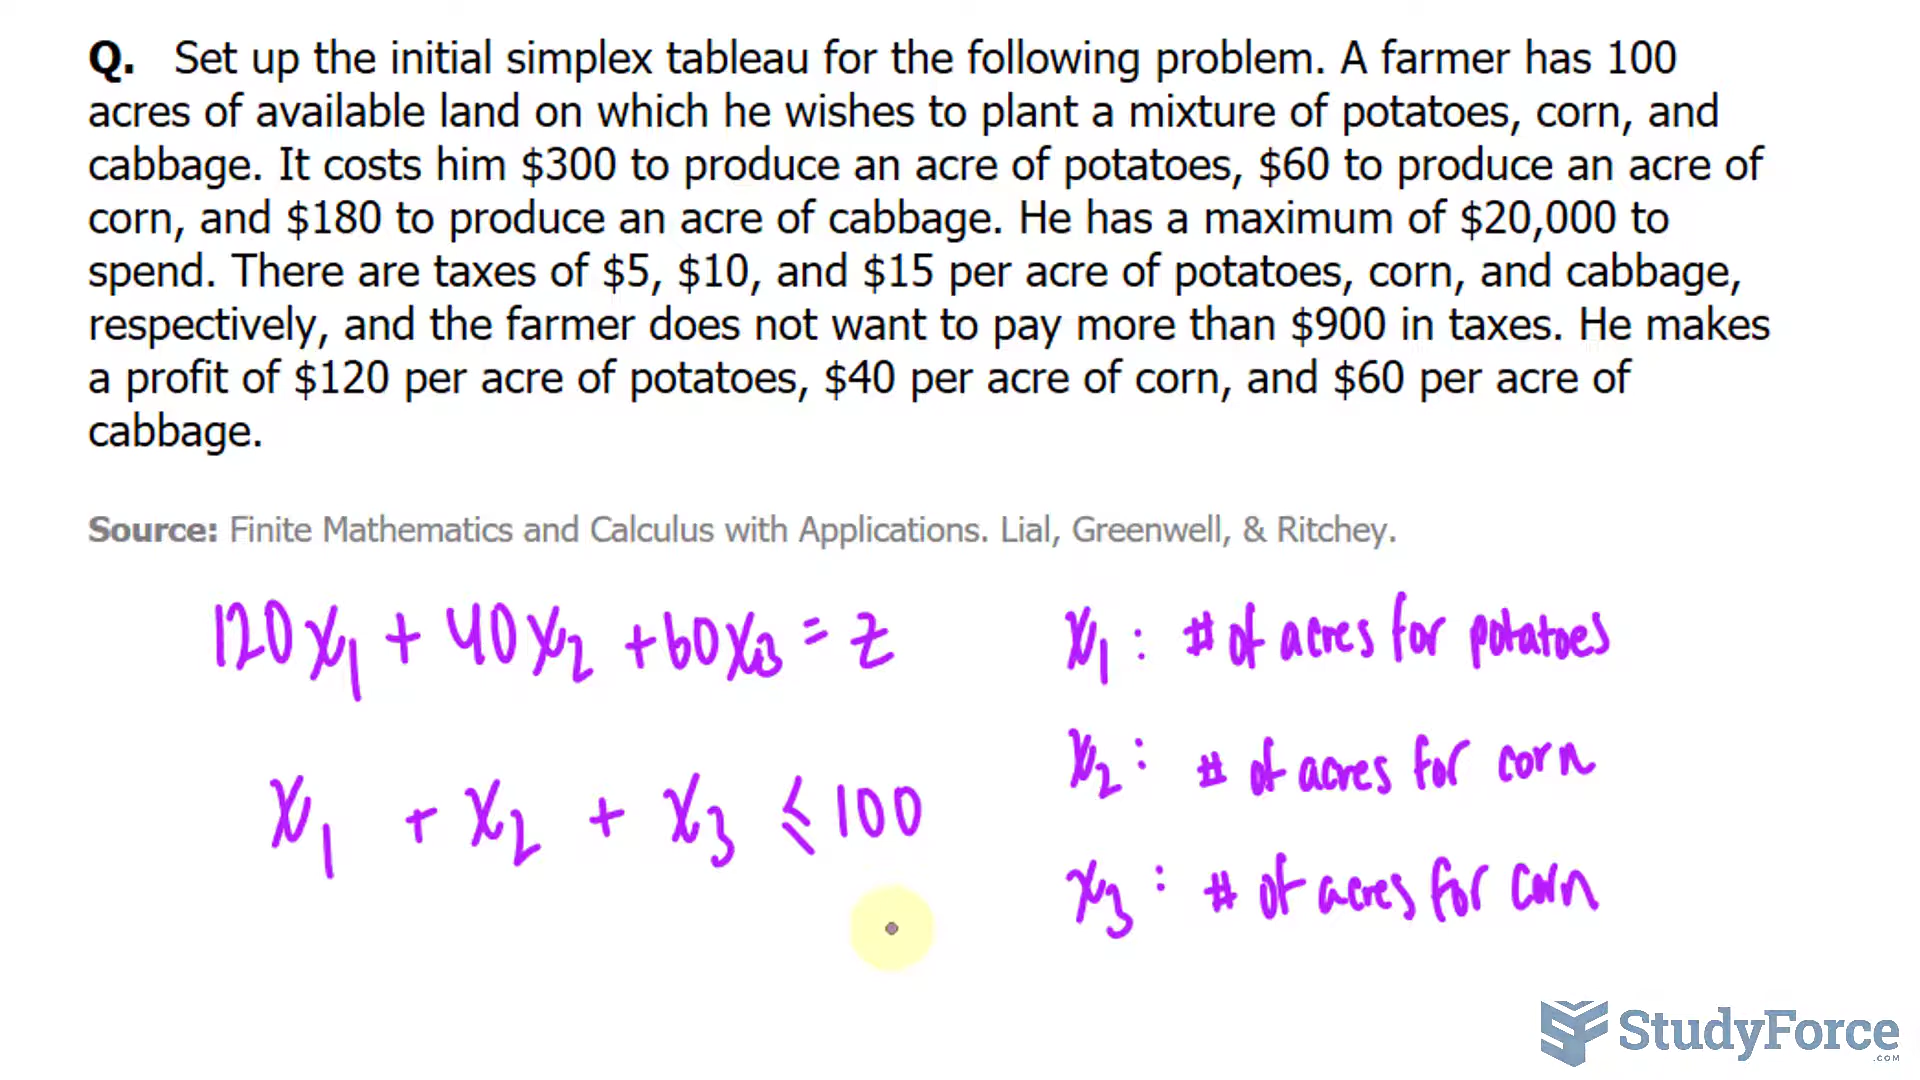 Q. Set up the initial simplex tableau for the following problem. A farmer has 100
acres of available land on which he wishes to plant a mixture of potatoes, corn, and
cabbage. It costs him $300 to produce an acre of potatoes, $60 to produce an acre of
corn, and $180 to produce an acre of cabbage. He has a maximum of $20,000 to
spend. There are taxes of $5, $10, and $15 per acre of potatoes, corn, and cabbage,
respectively, and the farmer does not want to pay more than $900 in taxes. He makes
a profit of $120 per acre of potatoes, $40 per acre of corn, and $60 per acre of
cabbage.
Source: Finite Mathematics and Calculus with Applications. Lial, Greenwell, & Ritchey.
120x₁ + 40x₂ + 60x₃ = z
x₁ + x₂ + x₃ ≤ 100
x₁ : # of acres for potatoes
x₂ : # of acres for corn
x₃ : # of acres for corn
StudyForce
.COM